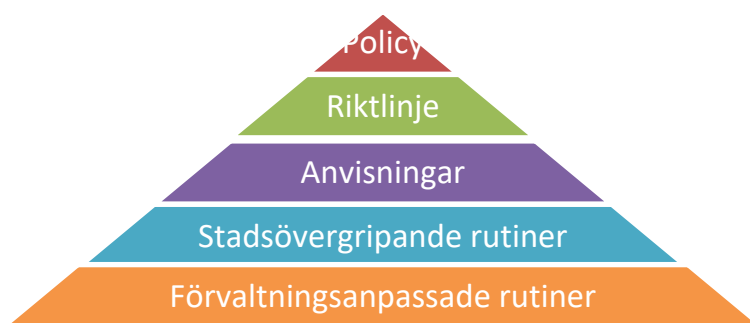 Policy
Riktlinje
Anvisningar
Stadsövergripande rutiner
Förvaltningsanpassade rutiner